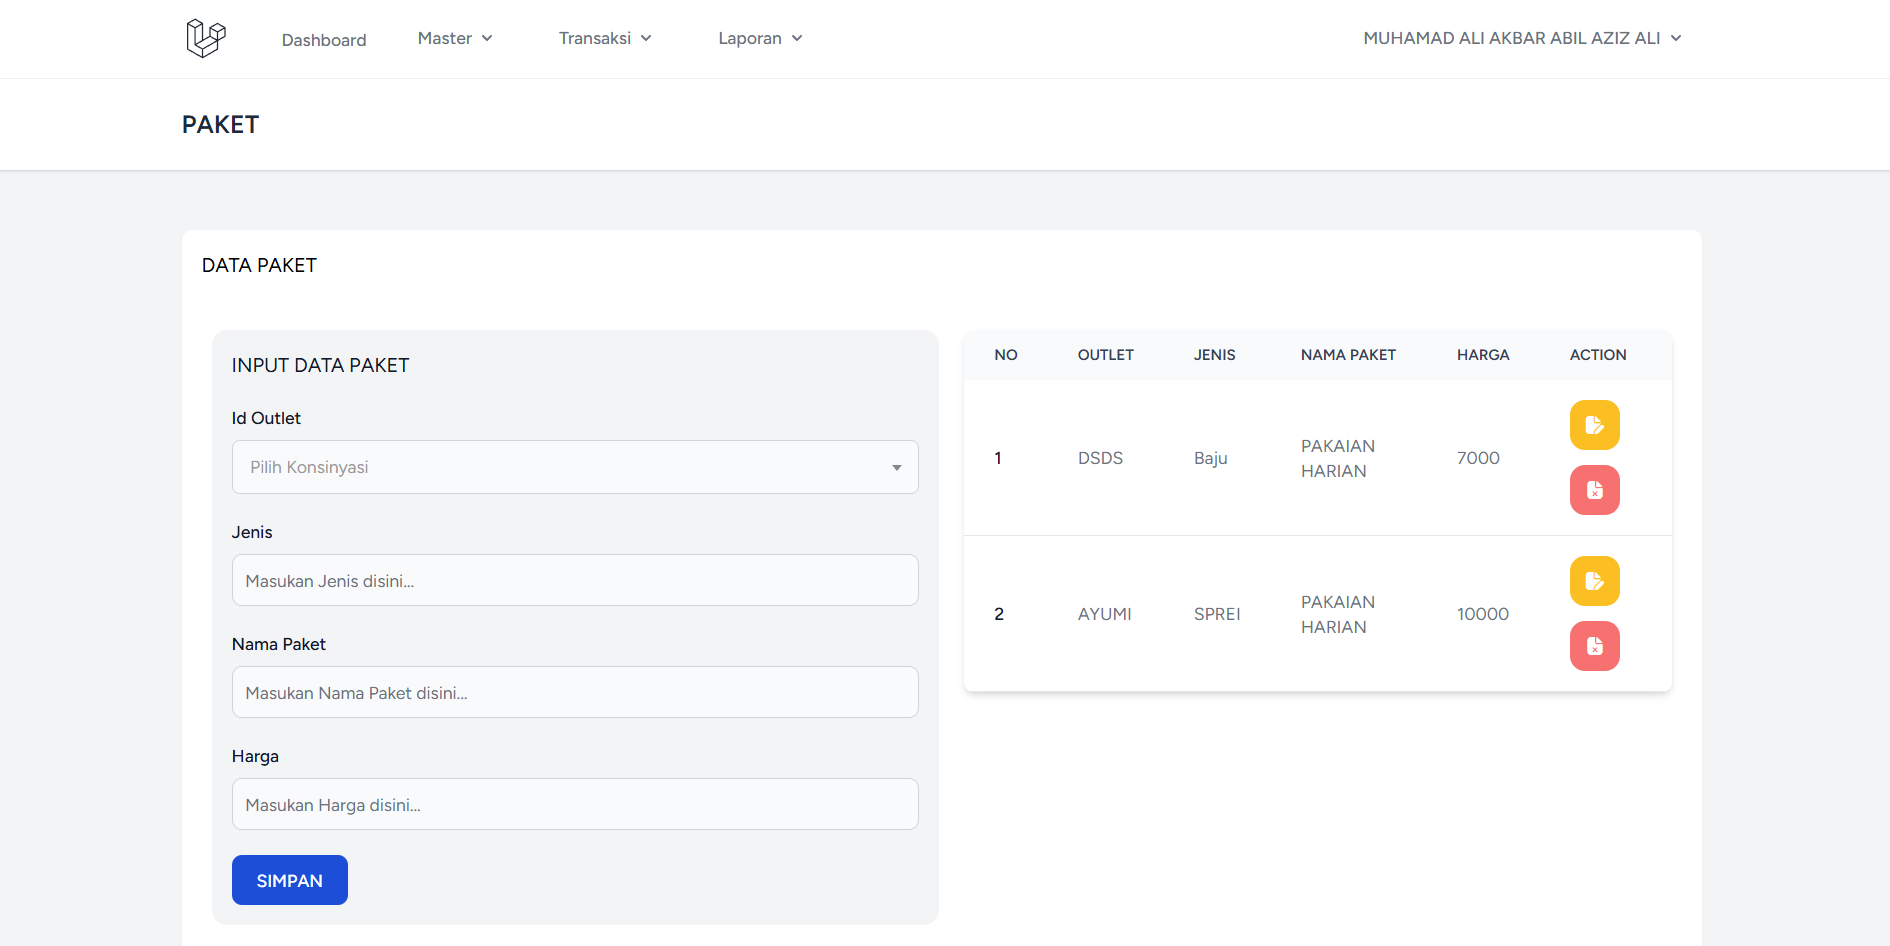 Dashboard
Master
Transaksi
Laporan
MUHAMAD ALI AKBAR ABIL AZIZ ALI
PAKET
DATA PAKET
INPUT DATA PAKET
Id Outlet
Pilih Konsinyasi
Jenis
Masukan Jenis disini...
Nama Paket
Masukan Nama Paket disini...
Harga
Masukan Harga disini...
SIMPAN
NO OUTLET JENIS NAMA PAKET HARGA ACTION
1 DSDS Baju PAKAIAN HARIAN 7000
2 AYUMI SPREI PAKAIAN HARIAN 10000